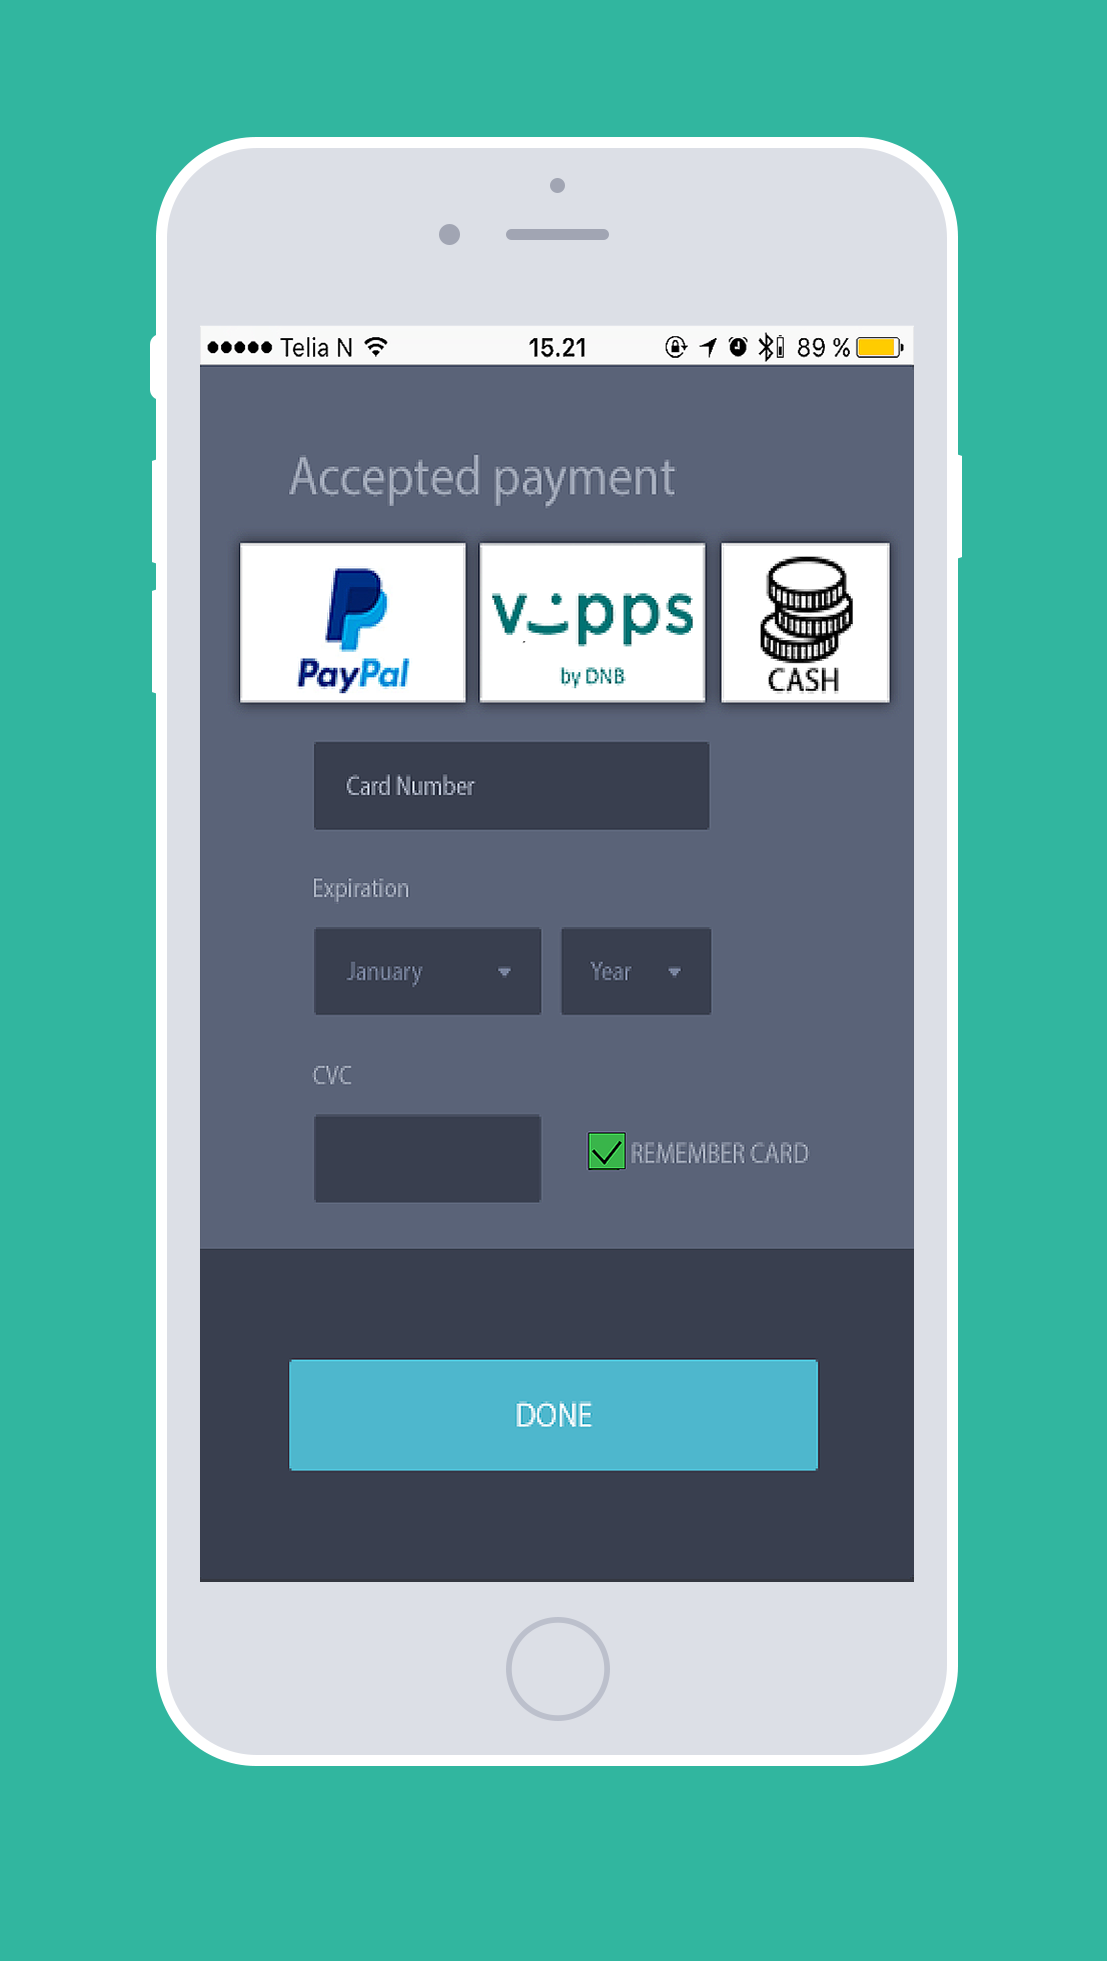 Telia N 15.21 89 %
Accepted payment
PayPal
vipps
by DNB
CASH
Card Number
Expiration
January Year
CVC
REMEMBER CARD
DONE